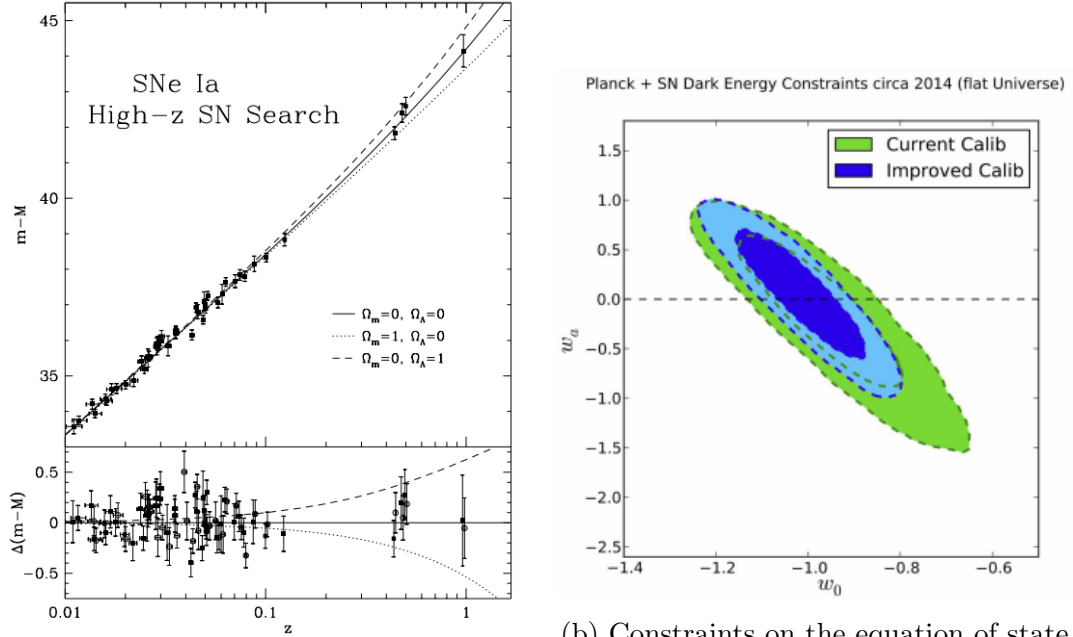 SNe Ia
High-z SN Search
m-M
45
40
35
Ωm=0, ΩΛ=0
Ωm=1, ΩΛ=0
Ωm=0, ΩΛ=1
Δ(m-M)
0.5
0
-0.5
0.01 0.1 1
z
Planck + SN Dark Energy Constraints circa 2014 (flat Universe)
Current Calib
Improved Calib
wa
1.5
1.0
0.5
0.0
−0.5
−1.0
−1.5
−2.0
−2.5
−1.4 −1.2 −1.0 −0.8 −0.6
w0
(b) Constraints on the equation of state